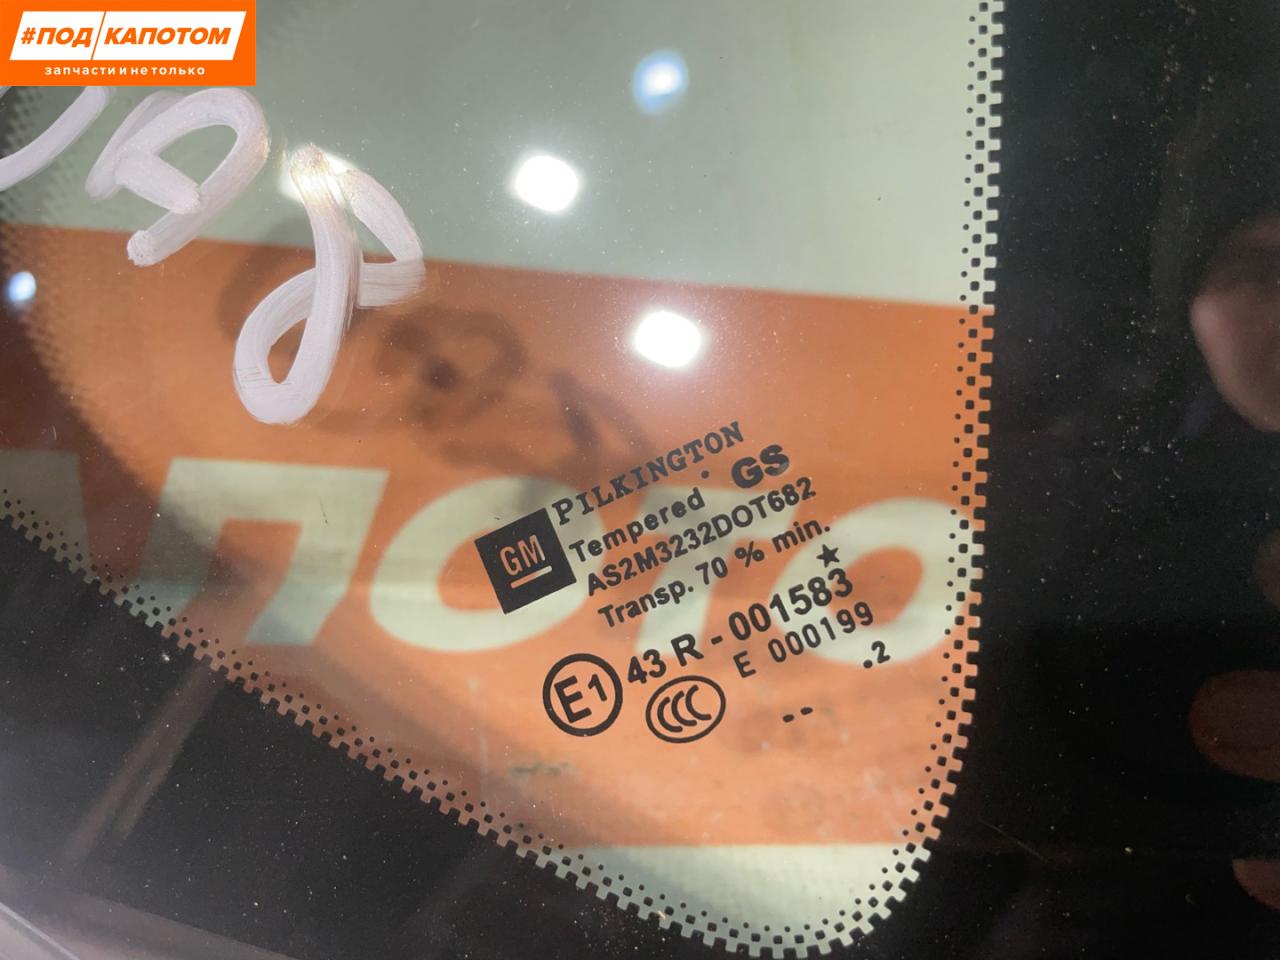 #ПОД/КАПОТОМ
запчасти и не только
PILKINGTON
GM
Tempered GS
AS2M3232DOT682
Transp. 70 % min.
43 R - 001583
E1
CCC
E 000199
.2
--
ПОТО